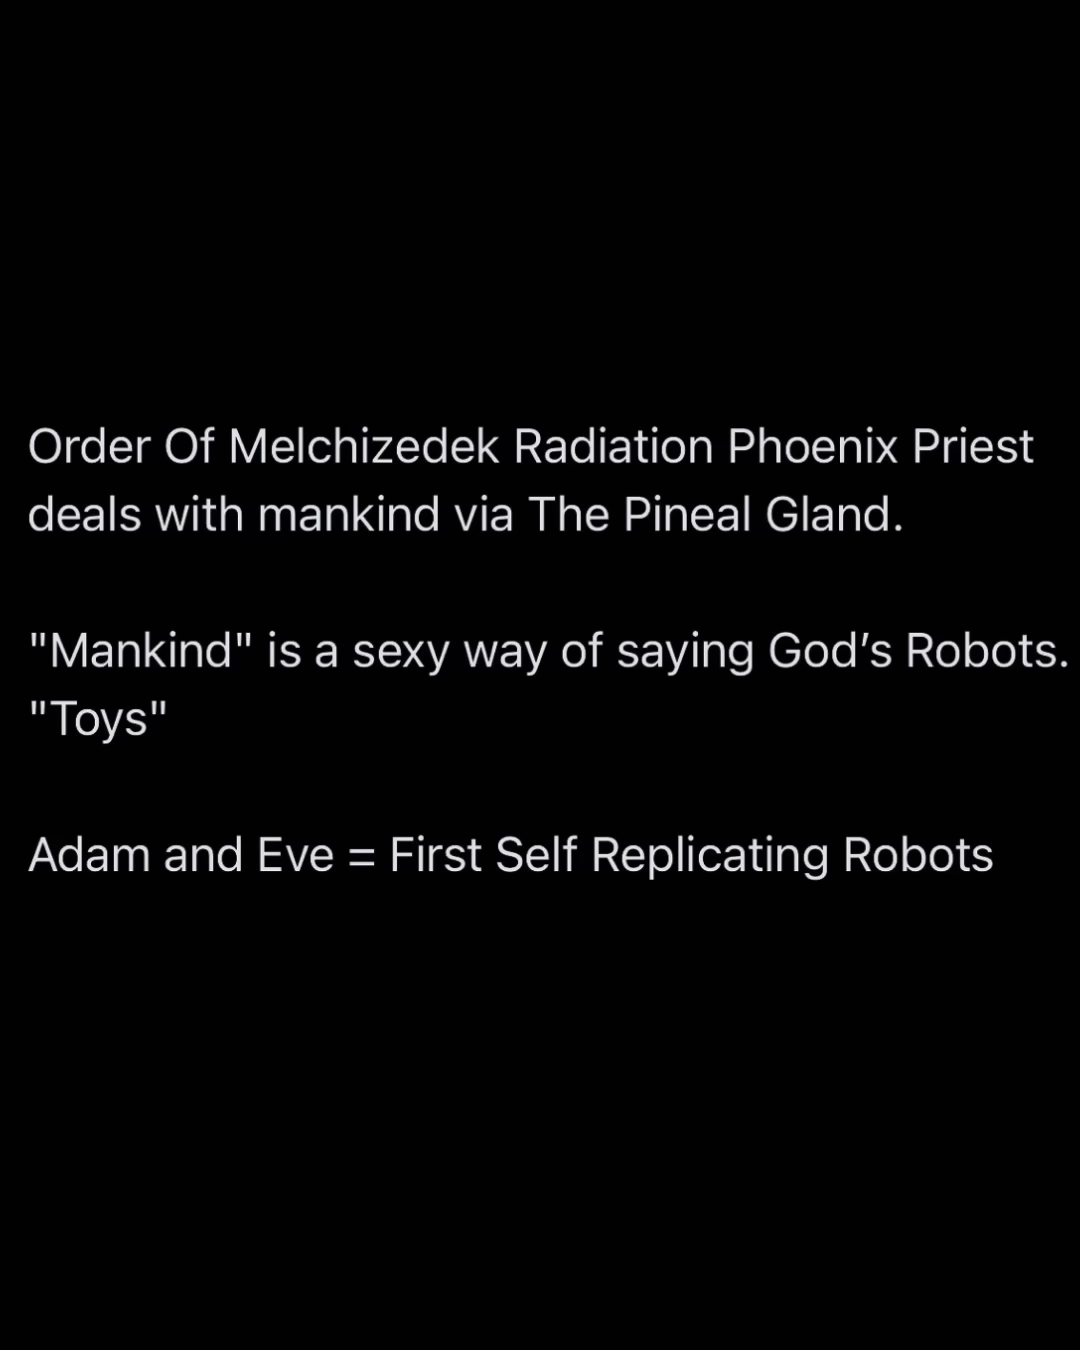 Order Of Melchizedek Radiation Phoenix Priest
deals with mankind via The Pineal Gland.
"Mankind" is a sexy way of saying God’s Robots.
"Toys"
Adam and Eve = First Self Replicating Robots